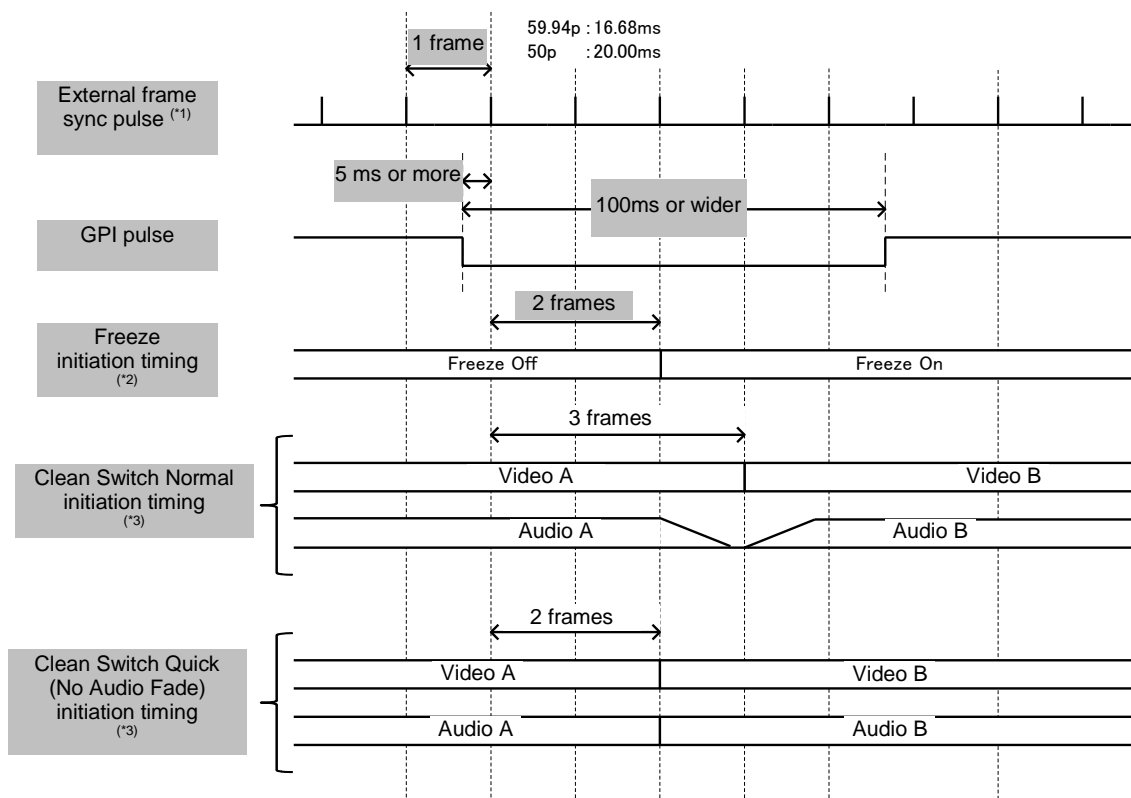 59.94p : 16.68ms
50p : 20.00ms
1 frame
External frame
sync pulse (*1)
5 ms or more
100ms or wider
GPI pulse
2 frames
Freeze
initiation timing
(*2)
Freeze Off
Freeze On
3 frames
Clean Switch Normal
initiation timing
(*3)
Video A
Video B
Audio A
Audio B
2 frames
Clean Switch Quick
(No Audio Fade)
initiation timing
(*3)
Video A
Video B
Audio A
Audio B